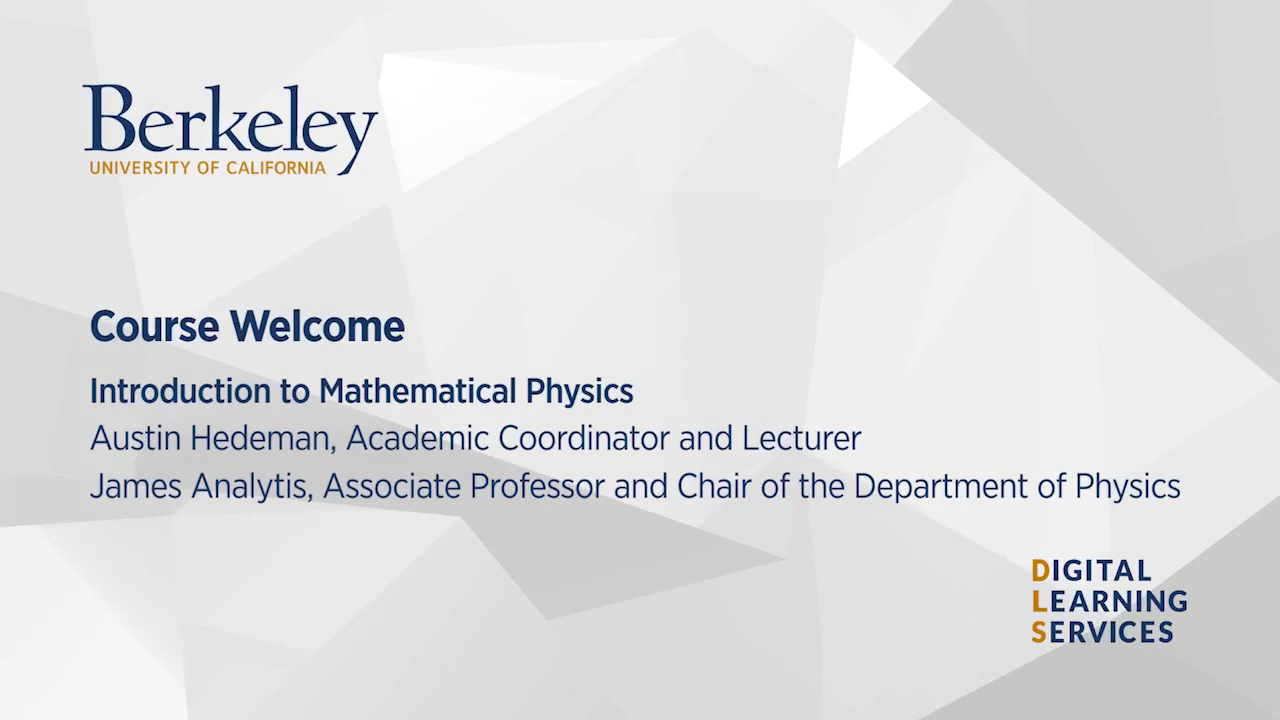 Berkeley
UNIVERSITY OF CALIFORNIA
Course Welcome
Introduction to Mathematical Physics
Austin Hedeman, Academic Coordinator and Lecturer
James Analytis, Associate Professor and Chair of the Department of Physics
DIGITAL
LEARNING
SERVICES